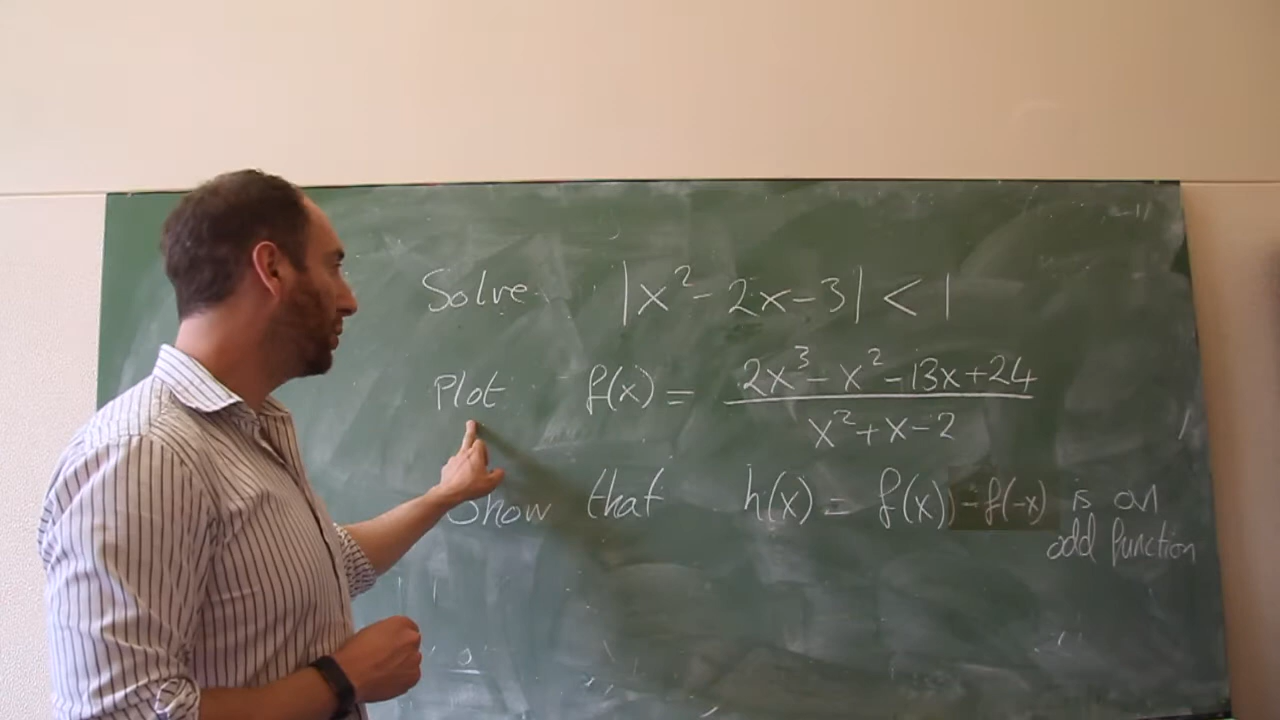 Solve |x² - 2x - 3| < 1
Plot f(x) = (2x³ - x² - 13x + 24) / (x² + x - 2)
Show that h(x) = f(x) - f(-x) is an
odd function